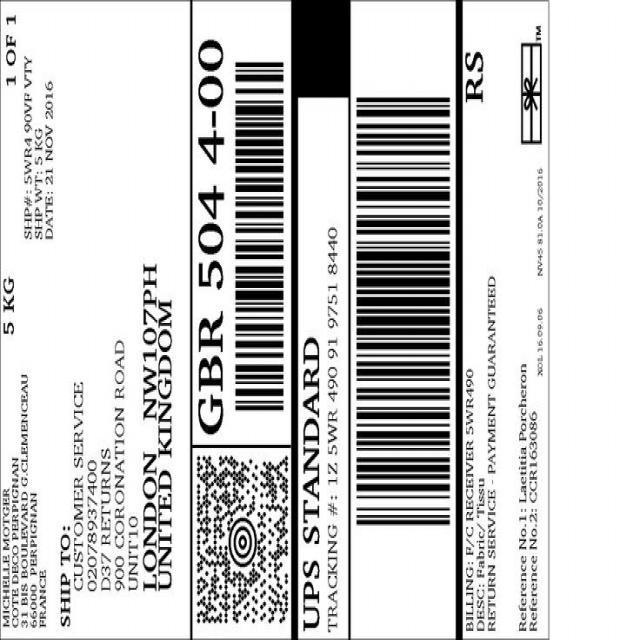 MICHELLE MOTGER
COTE DECO PERPIGNAN
31 BIS BOULEVARD G.CLEMENCEAU
66000 PERPIGNAN
FRANCE
5 KG
1 OF 1
SHP#: 5WR4 90VF VTY
SHP WT: 5 KG
DATE: 21 NOV 2016
SHIP TO:
CUSTOMER SERVICE
02078937400
D37 RETURNS
900 CORONATION ROAD
UNIT10
LONDON NW107PH
UNITED KINGDOM
GBR 504 4-00
UPS STANDARD
TRACKING #: 1Z 5WR 490 91 9751 8440
BILLING: F/C RECEIVER 5WR490
DESC: Fabric/ Tissu
RETURN SERVICE - PAYMENT GUARANTEED
RS
Reference No.1: Laetitia Porcheron
Reference No.2: CCR163086
XOL 16.09.06 NV45 81.0A 10/2016
TM